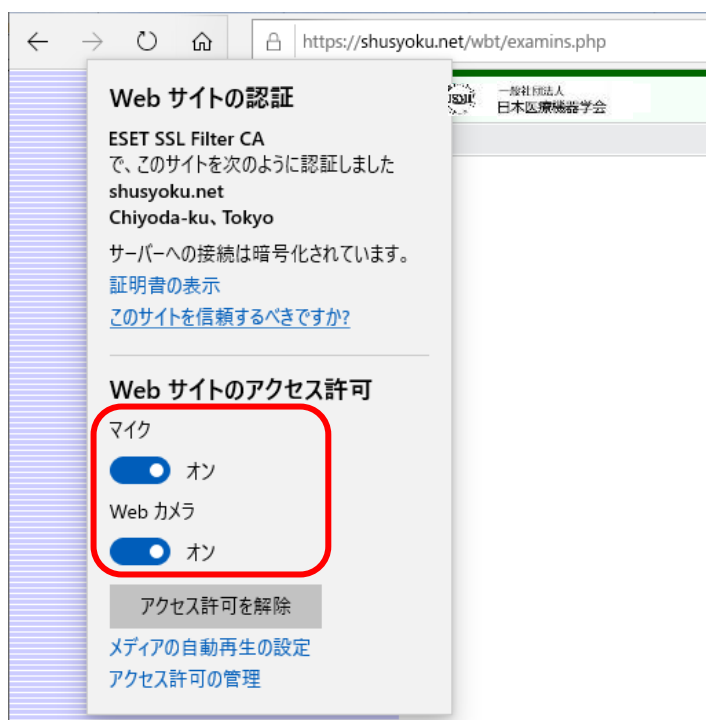 https://shusyoku.net/wbt/examins.php
一般社団法人
日本医療機器学会
Web サイトの認証
ESET SSL Filter CA
で、このサイトを次のように認証しました
shusyoku.net
Chiyoda-ku、Tokyo
サーバーへの接続は暗号化されています。
証明書の表示
このサイトを信頼するべきですか?
Web サイトのアクセス許可
マイク
オン
Web カメラ
オン
アクセス許可を解除
メディアの自動再生の設定
アクセス許可の管理